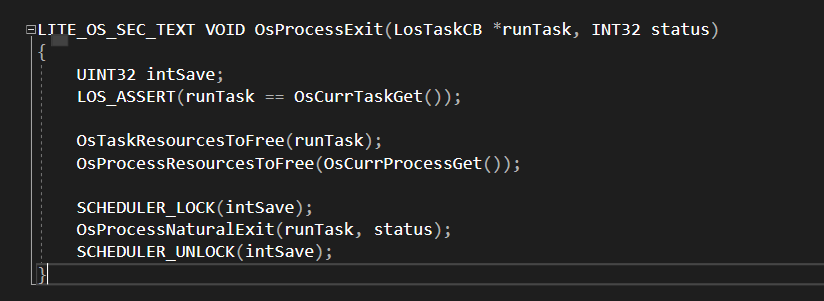 LITE_OS_SEC_TEXT VOID OsProcessExit(LosTaskCB *runTask, INT32 status)
{
    UINT32 intSave;
    LOS_ASSERT(runTask == OsCurrTaskGet());

    OsTaskResourcesToFree(runTask);
    OsProcessResourcesToFree(OsCurrProcessGet());

    SCHEDULER_LOCK(intSave);
    OsProcessNaturalExit(runTask, status);
    SCHEDULER_UNLOCK(intSave);
}